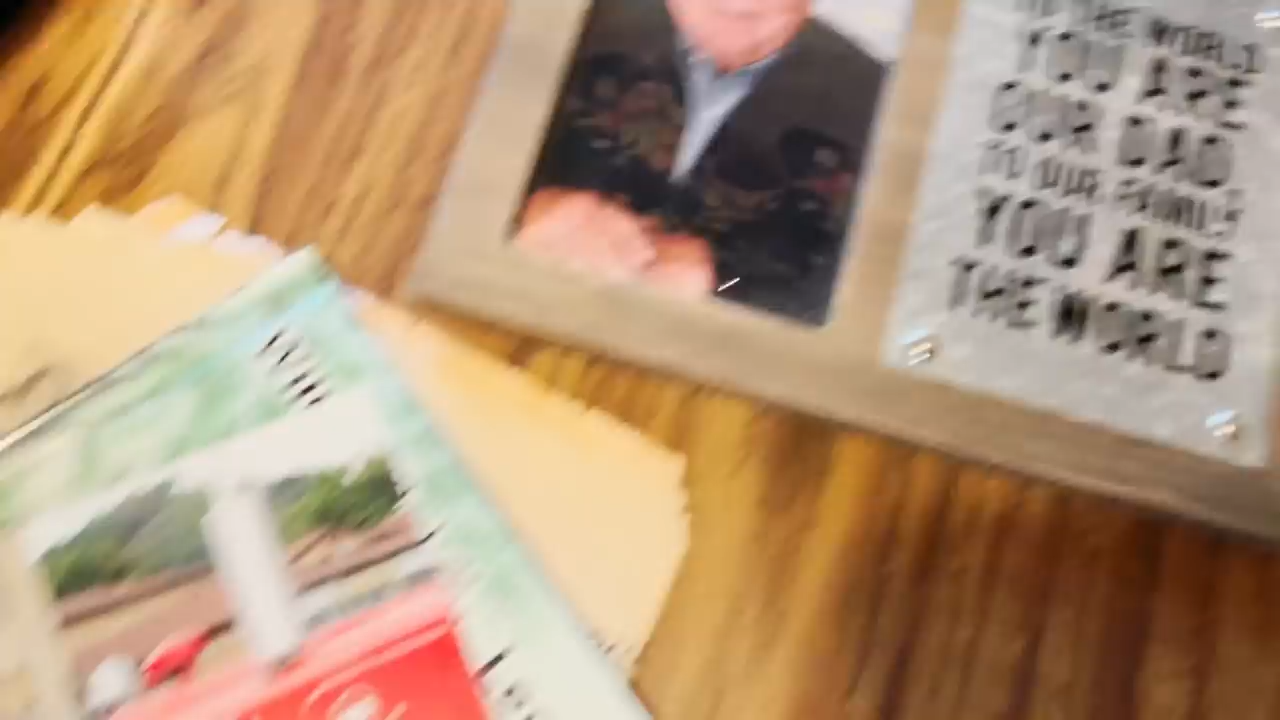 TO THE WORLD
YOU ARE
OUR DAD
TO OUR FAMILY
YOU ARE
THE WORLD